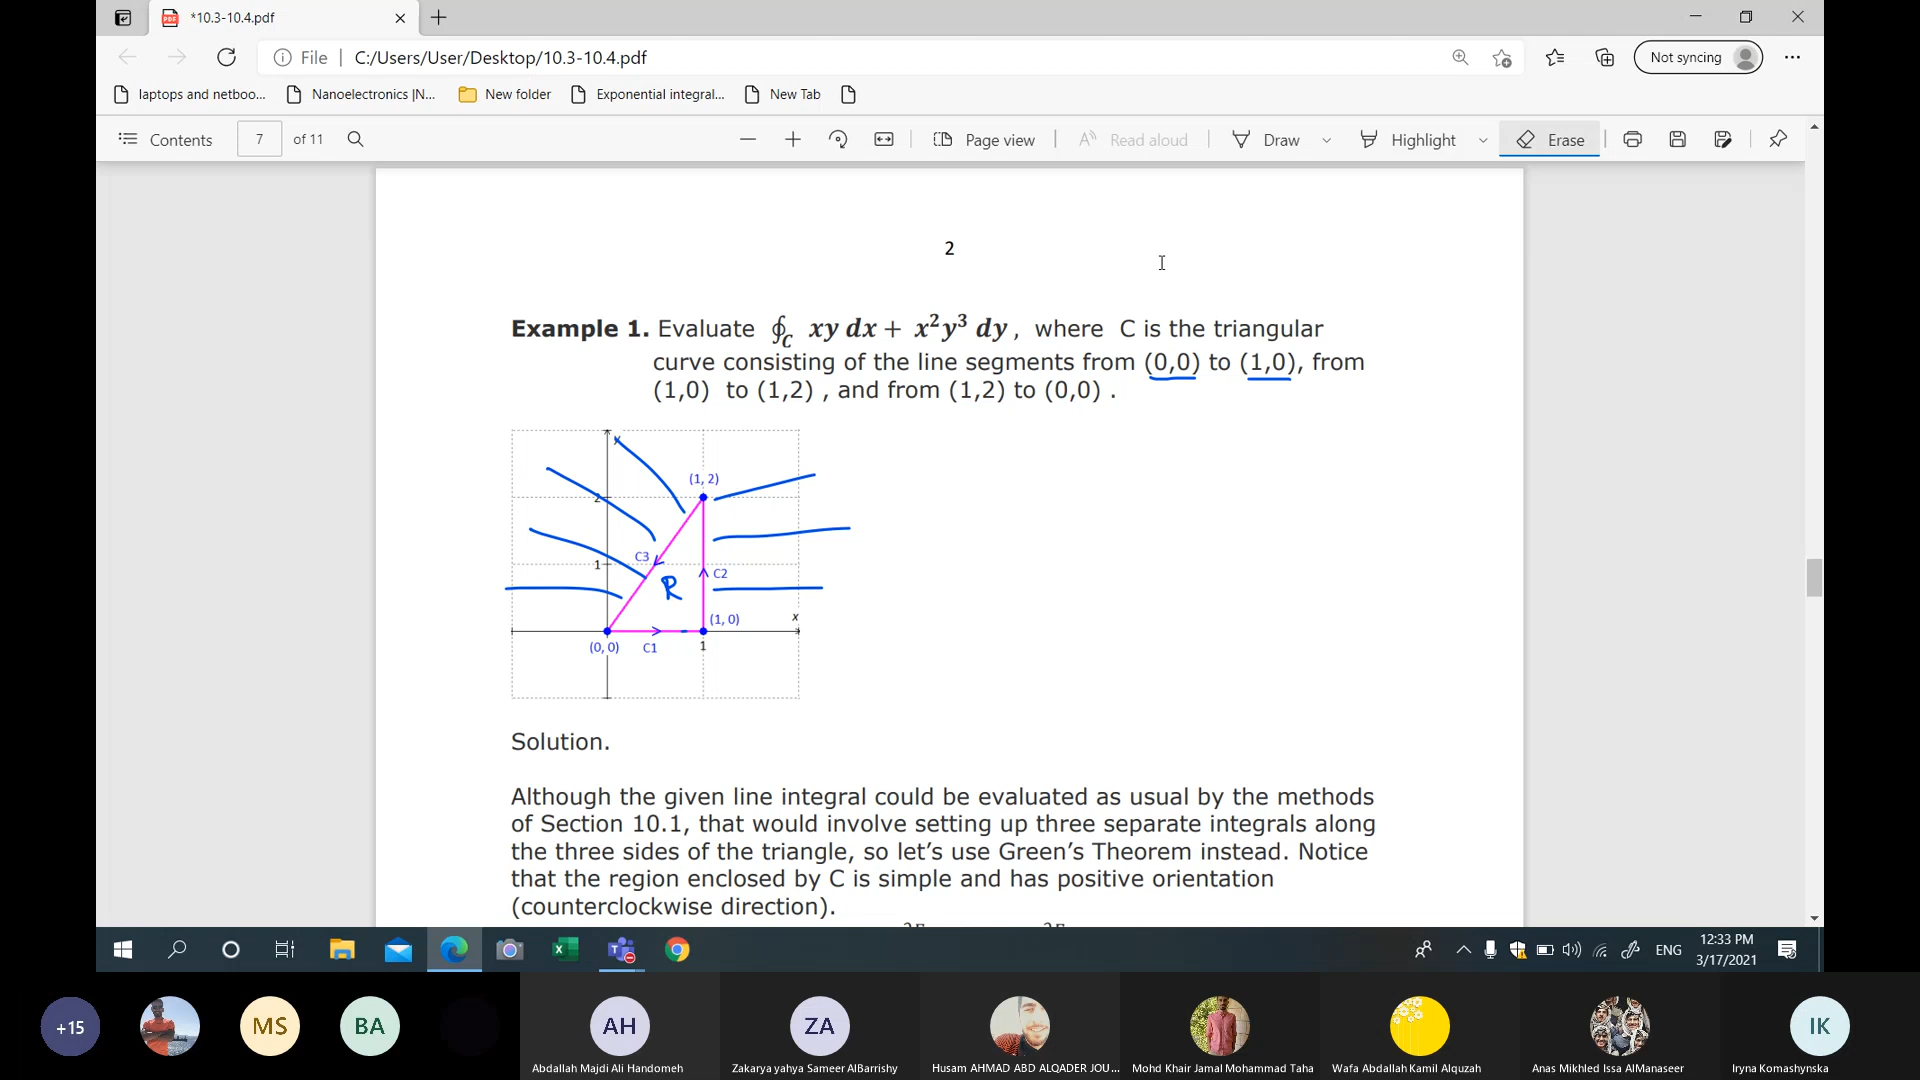 *10.3-10.4.pdf
File | C:/Users/User/Desktop/10.3-10.4.pdf
Not syncing
laptops and netboo...
Nanoelectronics |N...
New folder
Exponential integral...
New Tab
Contents
7
of 11
Page view
Read aloud
Draw
Highlight
Erase
2
Example 1. Evaluate ∮C xy dx + x²y³ dy, where C is the triangular
curve consisting of the line segments from (0,0) to (1,0), from
(1,0) to (1,2) , and from (1,2) to (0,0) .
y
(1, 2)
2
C3
1
C2
R
(1, 0)
x
(0, 0)
C1
1
Solution.
Although the given line integral could be evaluated as usual by the methods
of Section 10.1, that would involve setting up three separate integrals along
the three sides of the triangle, so let’s use Green’s Theorem instead. Notice
that the region enclosed by C is simple and has positive orientation
(counterclockwise direction).
ENG
12:33 PM
3/17/2021
+15
MS
BA
AH
ZA
IK
Abdallah Majdi Ali Handomeh
Zakarya yahya Sameer AlBarrishy
Husam AHMAD ABD ALQADER JOU...
Mohd Khair Jamal Mohammad Taha
Wafa Abdallah Kamil Alquzah
Anas Mikhled Issa AlManaseer
Iryna Komashynska